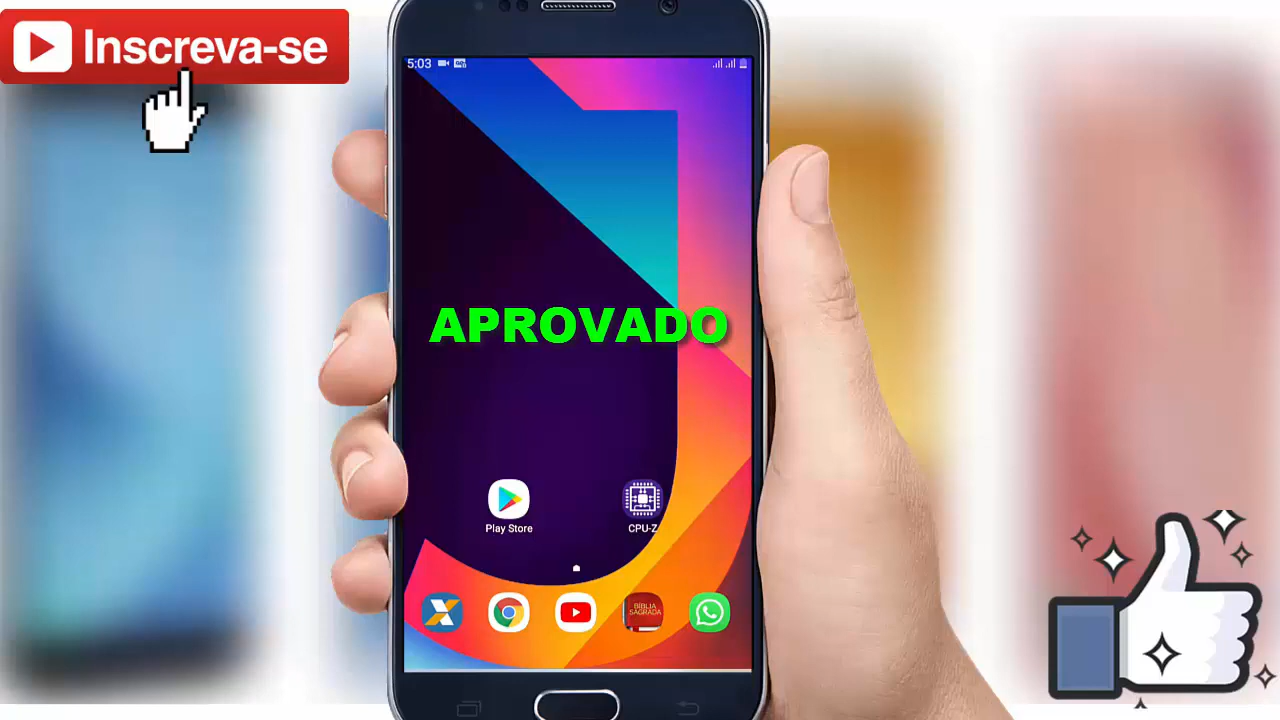 Inscreva-se
5:03
APROVADO
Play Store
CPU-Z
BÍBLIA
SAGRADA